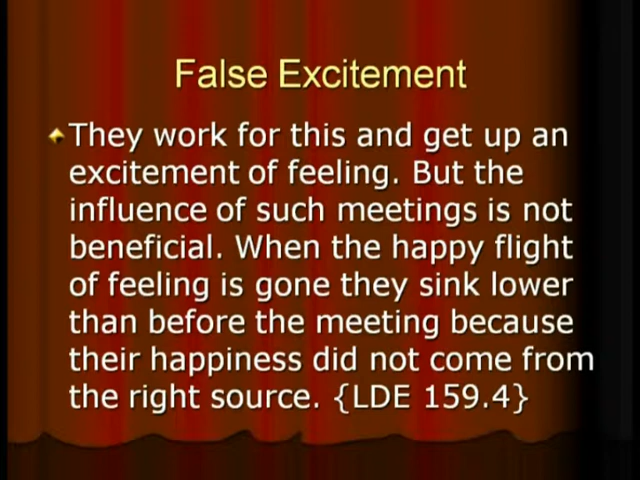 False Excitement
They work for this and get up an
excitement of feeling. But the
influence of such meetings is not
beneficial. When the happy flight
of feeling is gone they sink lower
than before the meeting because
their happiness did not come from
the right source. {LDE 159.4}